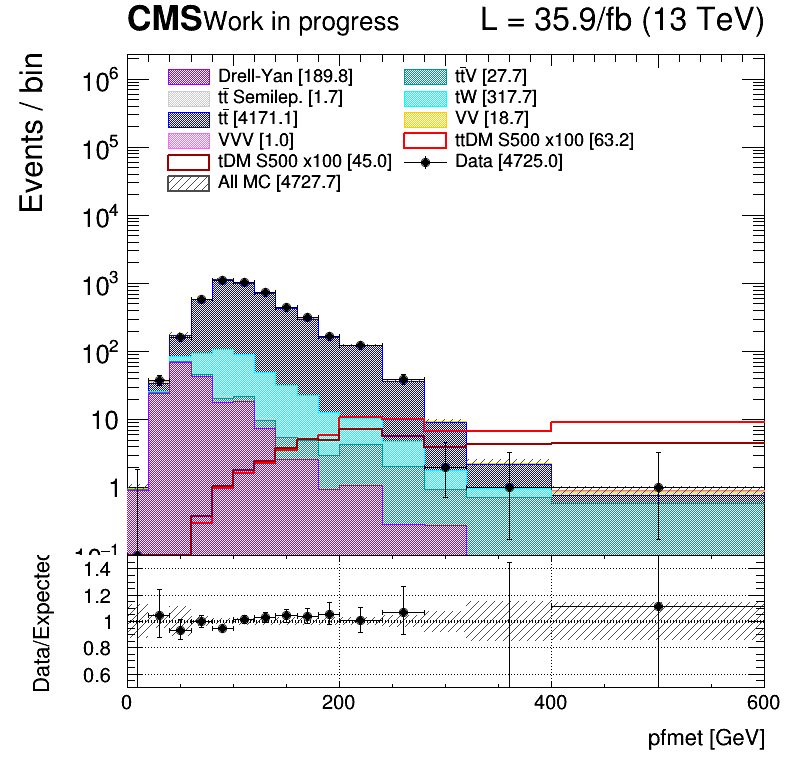 CMS Work in progress L = 35.9/fb (13 TeV)
Events / bin
Drell-Yan [189.8] tt̄V [27.7]
tt̄ Semilep. [1.7] tW [317.7]
tt̄ [4171.1] VV [18.7]
VVV [1.0] ttDM S500 x100 [63.2]
tDM S500 x100 [45.0] Data [4725.0]
All MC [4727.7]
10⁶
10⁵
10⁴
10³
10²
10
1
10⁻¹
Data/Expected
1.4
1.2
1
0.8
0.6
0 200 400 600
pfmet [GeV]